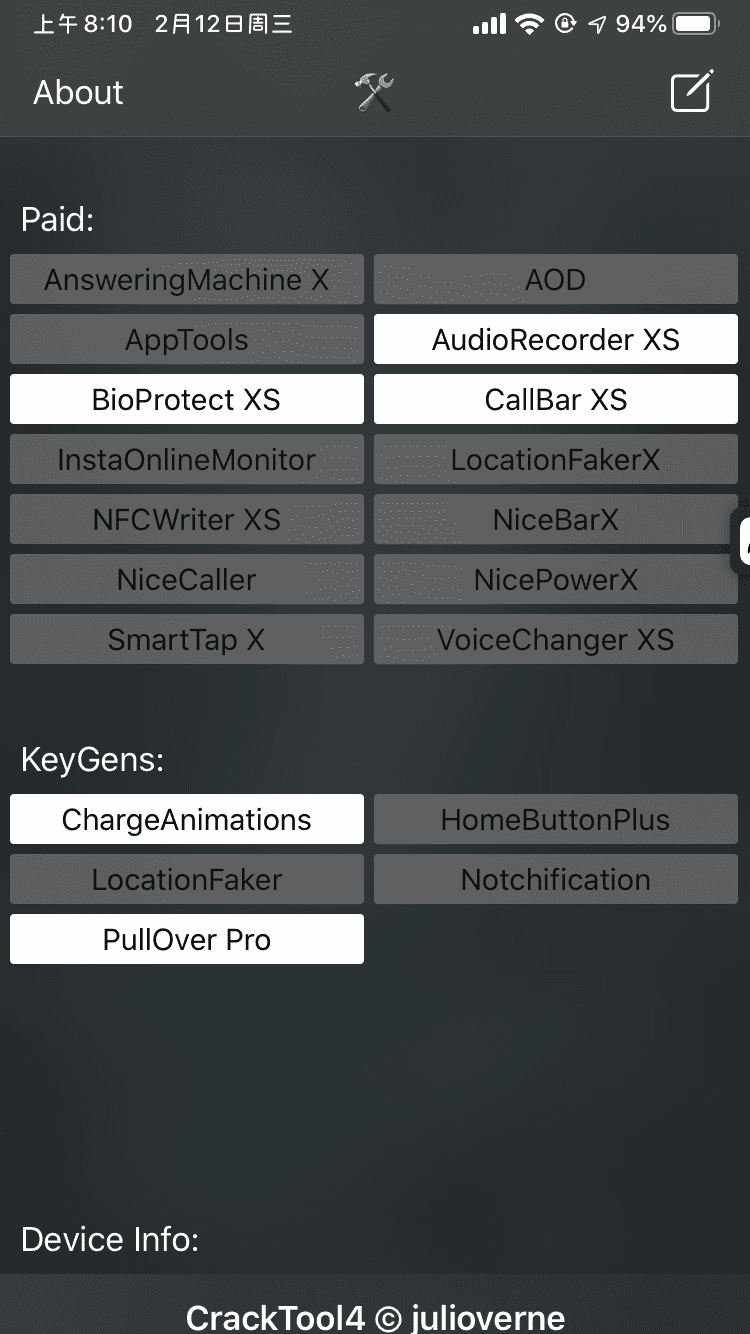 上午8:10 2月12日周三 94%
About
Paid:
AnsweringMachine X AOD
AppTools AudioRecorder XS
BioProtect XS CallBar XS
InstaOnlineMonitor LocationFakerX
NFCWriter XS NiceBarX
NiceCaller NicePowerX
SmartTap X VoiceChanger XS
KeyGens:
ChargeAnimations HomeButtonPlus
LocationFaker Notchification
PullOver Pro
Device Info:
CrackTool4 © julioverne